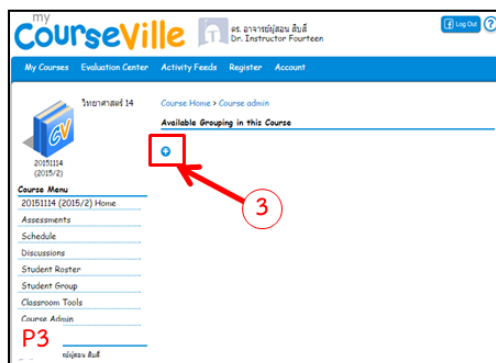 my
CourseVille
ดร. อาจารย์ผู้สอน สิบสี่
Dr. Instructor Fourteen
Log Out
?
My Courses Evaluation Center Activity Feeds Register Account
วิทยาศาสตร์ 14
CV
20151114
(2015/2)
Course Home > Course admin
Available Grouping in this Course
3
Course Menu
20151114 (2015/2) Home
Assessments
Schedule
Discussions
Student Roster
Student Group
Classroom Tools
Course Admin
P3